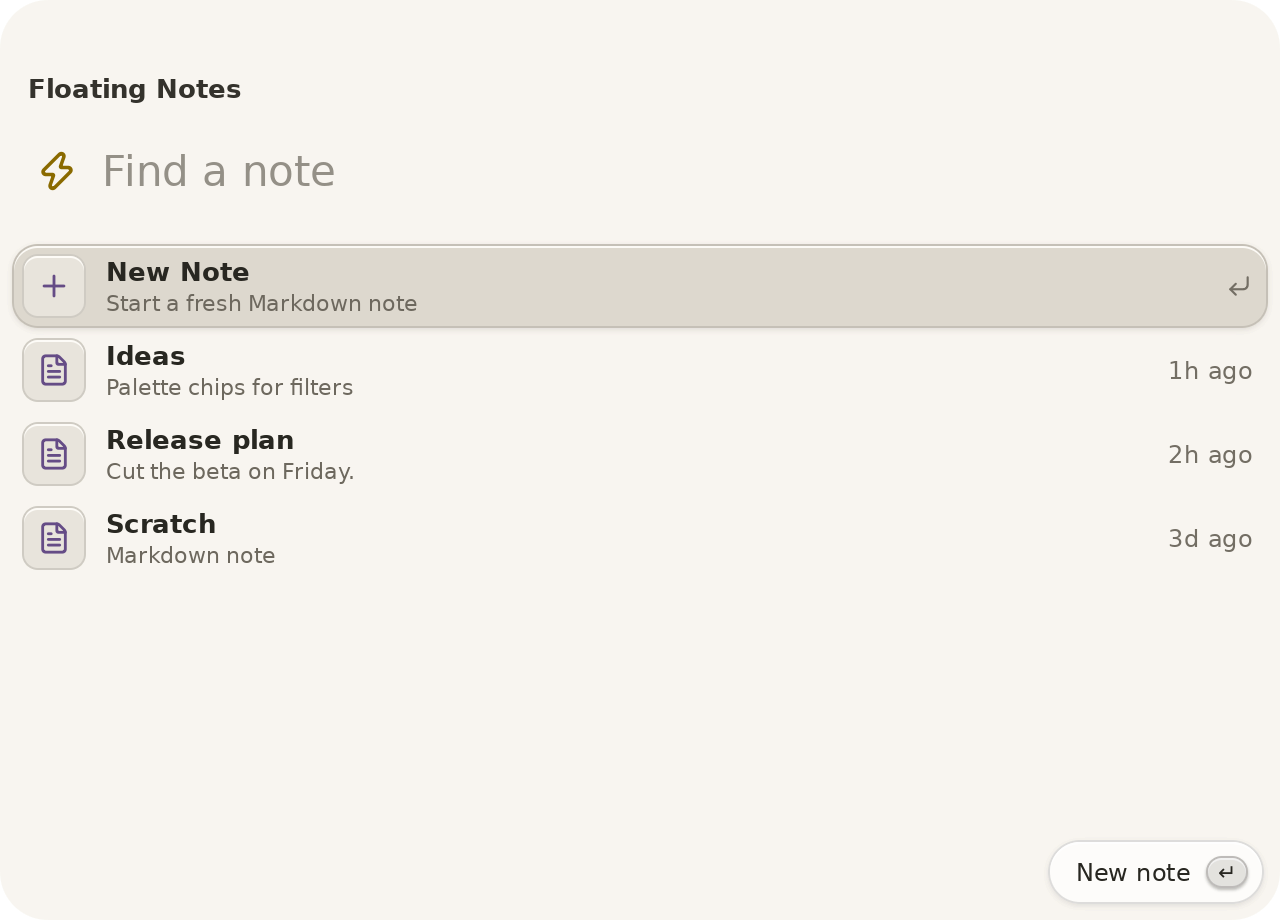 Floating Notes
Find a note
New Note
Start a fresh Markdown note
Ideas
Palette chips for filters
1h ago
Release plan
Cut the beta on Friday.
2h ago
Scratch
Markdown note
3d ago
New note